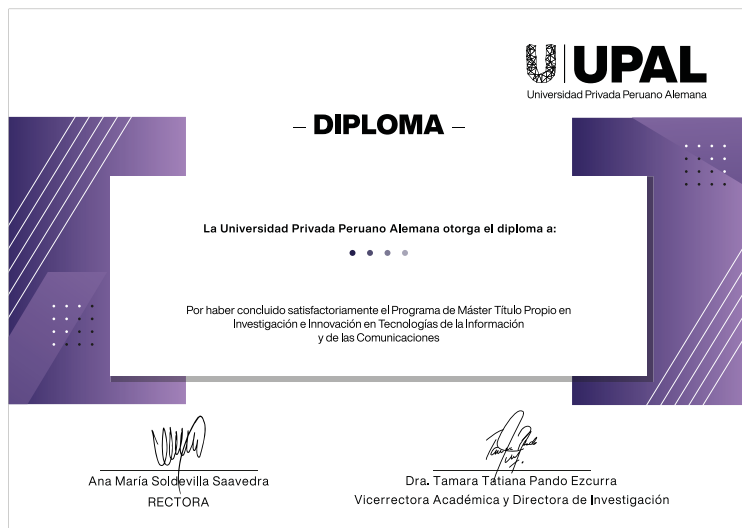 UPAL
Universidad Privada Peruano Alemana
– DIPLOMA –
La Universidad Privada Peruano Alemana otorga el diploma a:
Por haber concluido satisfactoriamente el Programa de Máster Título Propio en
Investigación e Innovación en Tecnologías de la Información
y de las Comunicaciones
Ana María Soldevilla Saavedra
RECTORA
Dra. Tamara Tatiana Pando Ezcurra
Vicerrectora Académica y Directora de Investigación